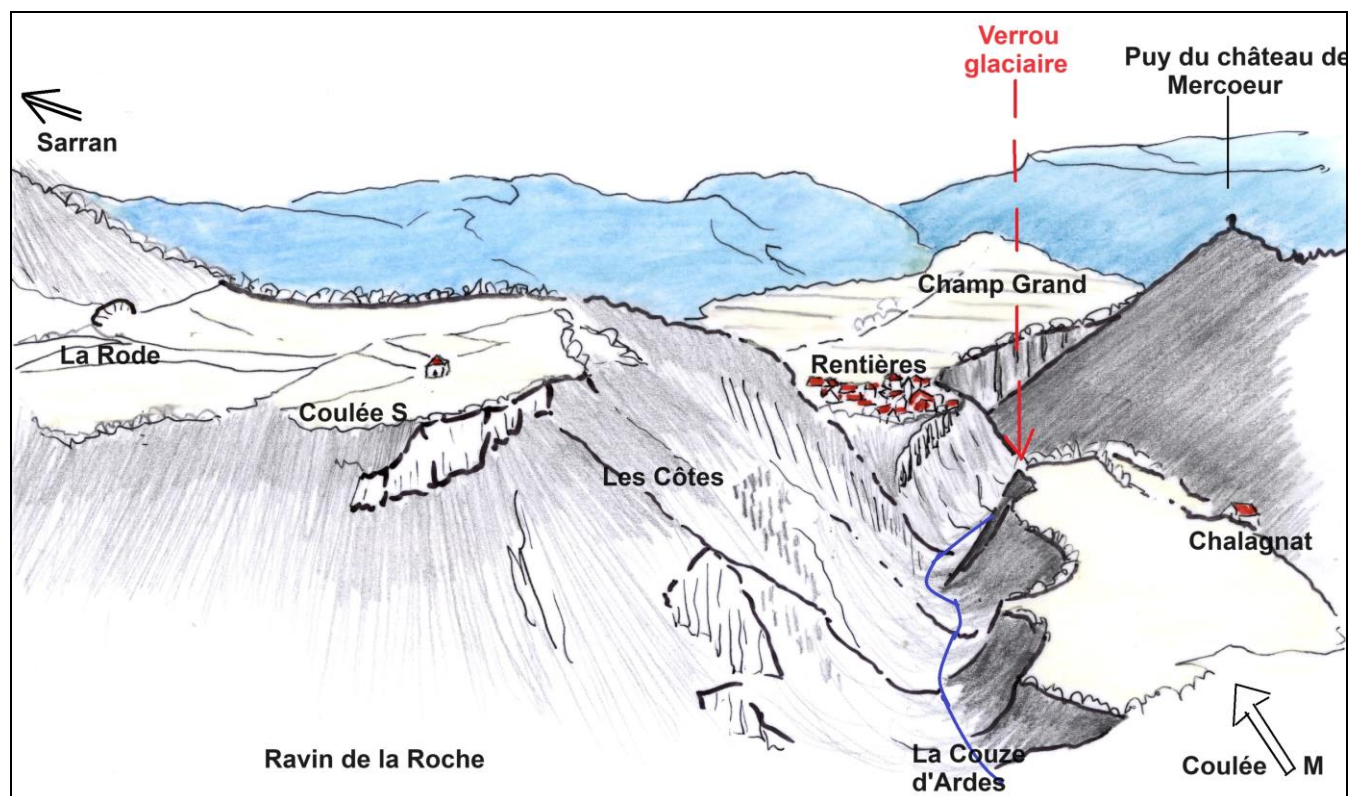 Verrou
glaciaire
Puy du château de
Mercoeur
Sarran
Champ Grand
La Rode
Rentières
Coulée S
Les Côtes
Chalagnat
Ravin de la Roche
La Couze
d'Ardes
Coulée M